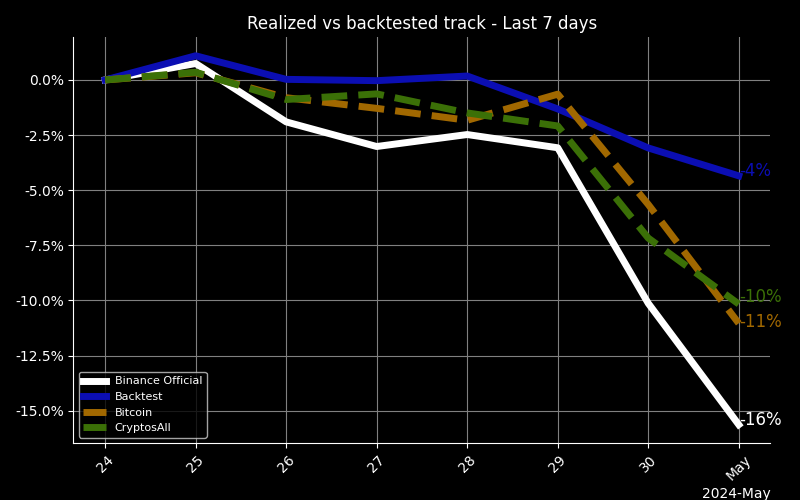 Realized vs backtested track - Last 7 days
0.0%
-2.5%
-5.0%
-7.5%
-10.0%
-12.5%
-15.0%
-4%
-10%
-11%
-16%
Binance Official
Backtest
Bitcoin
CryptosAll
24
25
26
27
28
29
30
May
2024-May